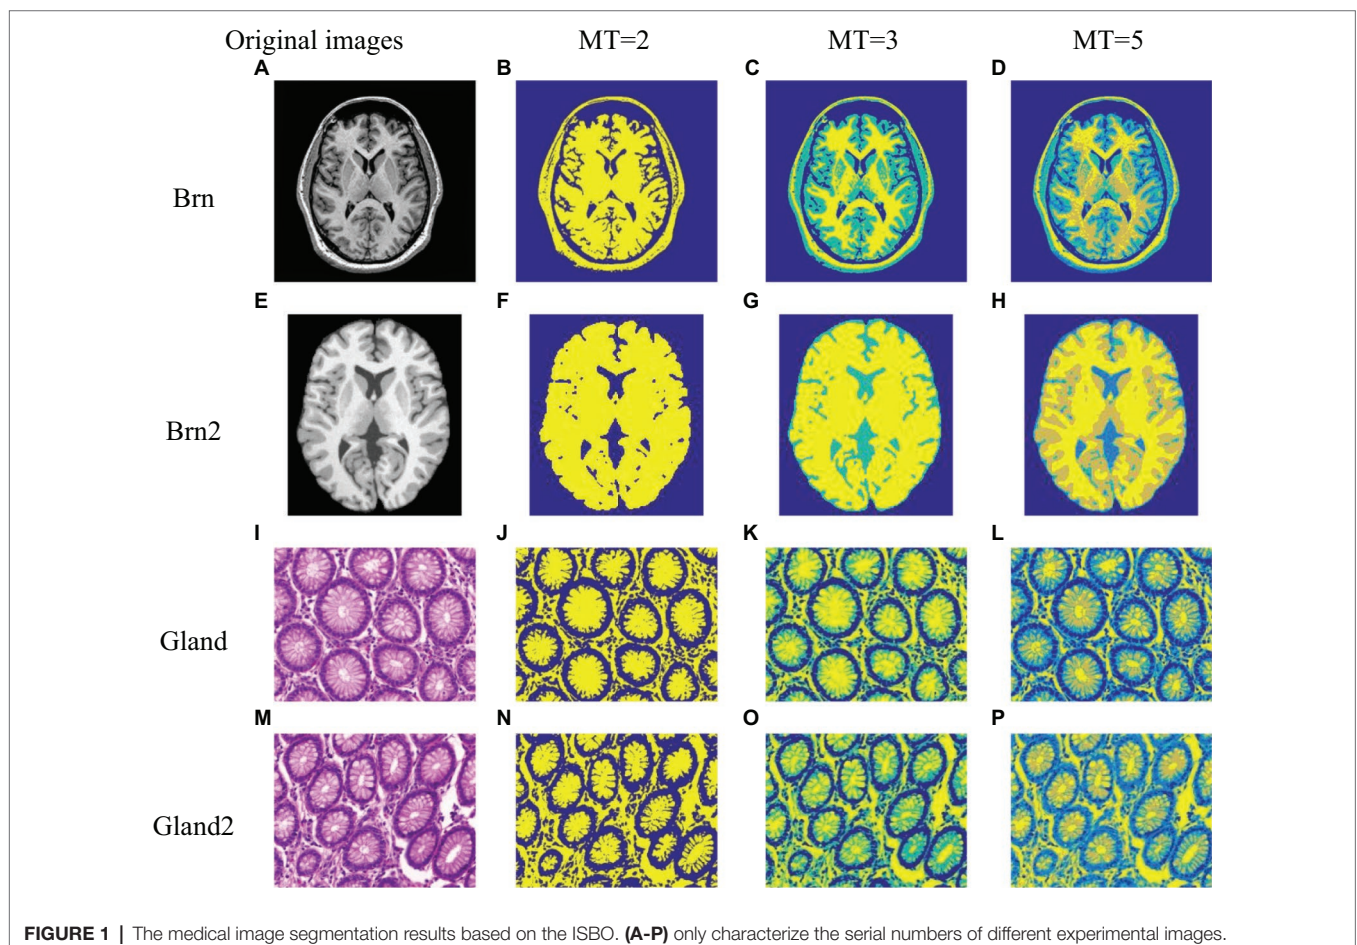 Original images MT=2 MT=3 MT=5
A B C D
Brn
E F G H
Brn2
I J K L
Gland
M N O P
Gland2
FIGURE 1 | The medical image segmentation results based on the ISBO. (A-P) only characterize the serial numbers of different experimental images.